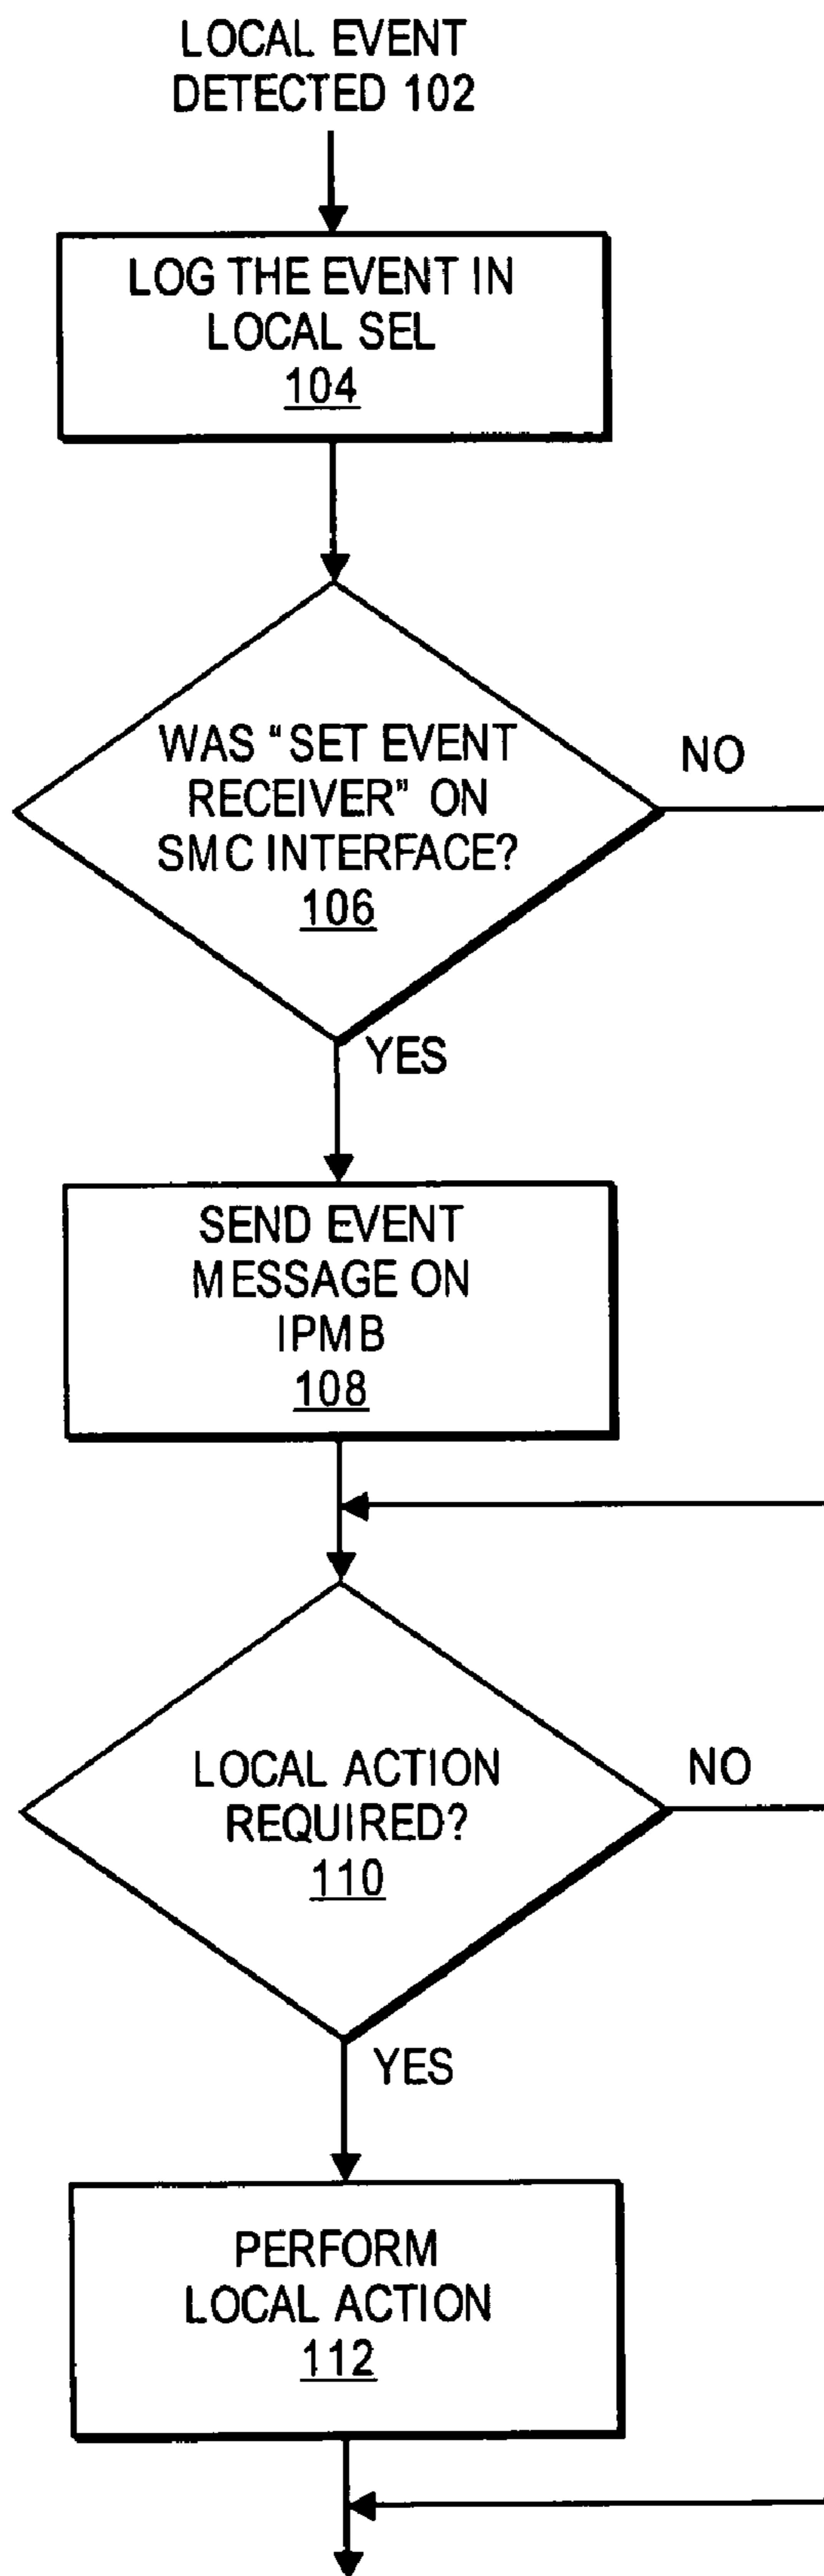 LOCAL EVENT
DETECTED 102
LOG THE EVENT IN
LOCAL SEL
104
WAS "SET EVENT
RECEIVER" ON
SMC INTERFACE?
106
NO
YES
SEND EVENT
MESSAGE ON
IPMB
108
LOCAL ACTION
REQUIRED?
110
NO
YES
PERFORM
LOCAL ACTION
112